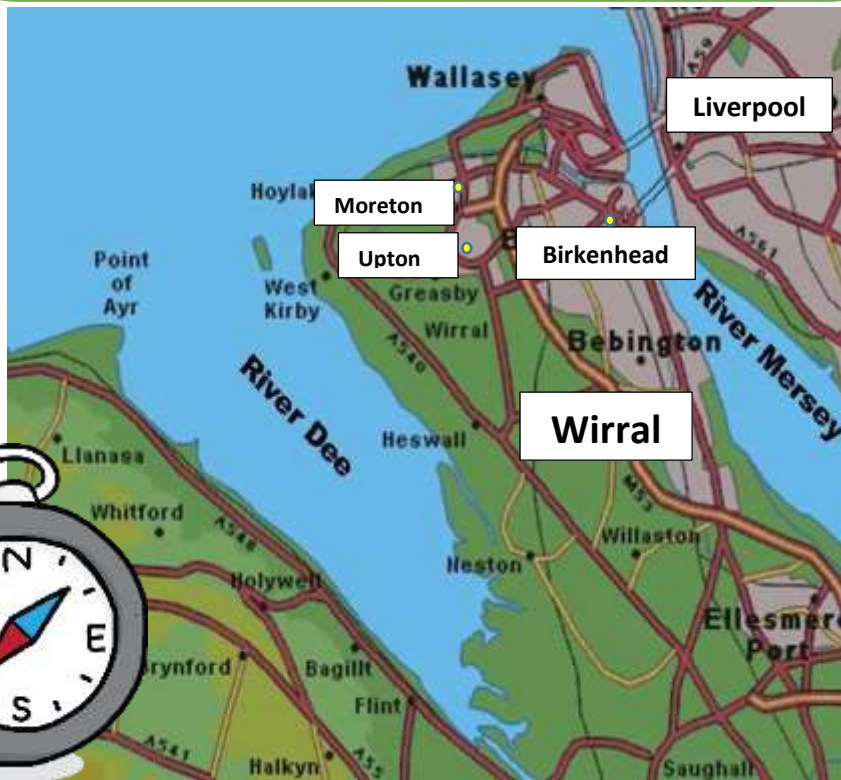 A59
Wallasey
Liverpool
Hoylak
Moreton
Upton
Birkenhead
A561
Point
of
Ayr
West
Kirby
Greasby
Wirral
A540
River Mersey
Bebington
River Dee
Wirral
Heswall
Llanasa
M53
Whitford
A548
Willaston
N
Neston
Holywell
E
Ellesmere
Port
Brynford
Bagillt
S
Flint
A541
Halkyn
A55
Saughall